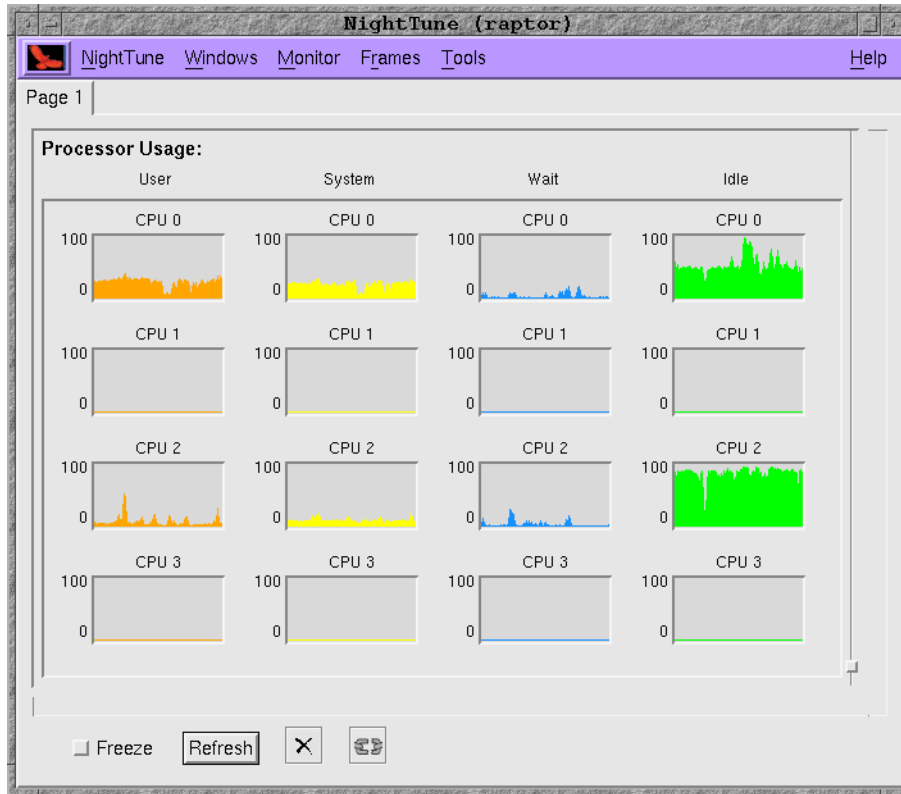 NightTune (raptor)
NightTune Windows Monitor Frames Tools Help
Page 1
Processor Usage:
User System Wait Idle
CPU 0 CPU 0 CPU 0 CPU 0
100 100 100 100
0 0 0 0
CPU 1 CPU 1 CPU 1 CPU 1
100 100 100 100
0 0 0 0
CPU 2 CPU 2 CPU 2 CPU 2
100 100 100 100
0 0 0 0
CPU 3 CPU 3 CPU 3 CPU 3
100 100 100 100
0 0 0 0
Freeze Refresh